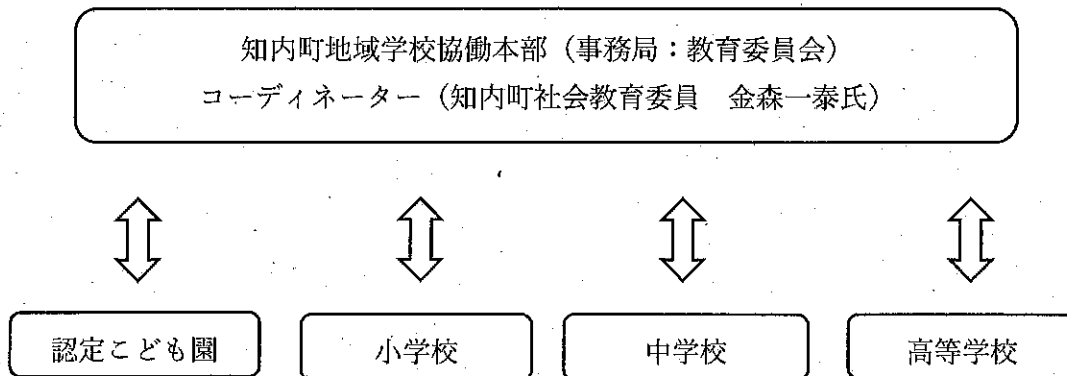 知内町地域学校協働本部（事務局：教育委員会）
コーディネーター（知内町社会教育委員　金森一泰氏）
認定こども園
小学校
中学校
高等学校